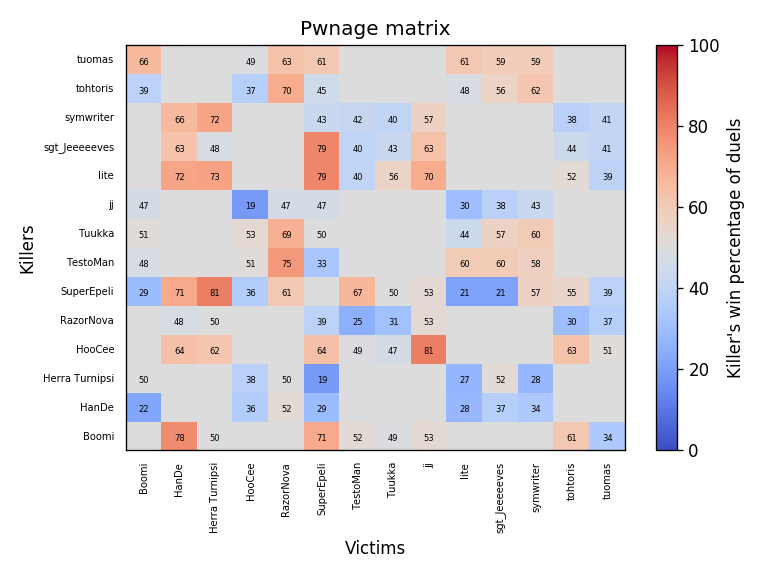 Pwnage matrix
tuomas 66 49 63 61 61 59 59
tohtoris 39 37 70 45 48 56 62
symwriter 66 72 43 42 40 57 38 41
sgt_Jeeeeeves 63 48 79 40 43 63 44 41
lite 72 73 79 40 56 70 52 39
jj 47 19 47 47 30 38 43
Tuukka 51 53 69 50 44 57 60
TestoMan 48 51 75 33 60 60 58
SuperEpeli 29 71 81 36 61 67 50 53 21 21 57 55 39
RazorNova 48 50 39 25 31 53 30 37
HooCee 64 62 64 49 47 81 63 51
Herra Turnipsi 50 38 50 19 27 52 28
HanDe 22 36 52 29 28 37 34
Boomi 78 50 71 52 49 53 61 34
Boomi HanDe Herra Turnipsi HooCee RazorNova SuperEpeli TestoMan Tuukka jj lite sgt_Jeeeeeves symwriter tohtoris tuomas
Victims
Killers
100
80
60
40
20
0
Killer's win percentage of duels